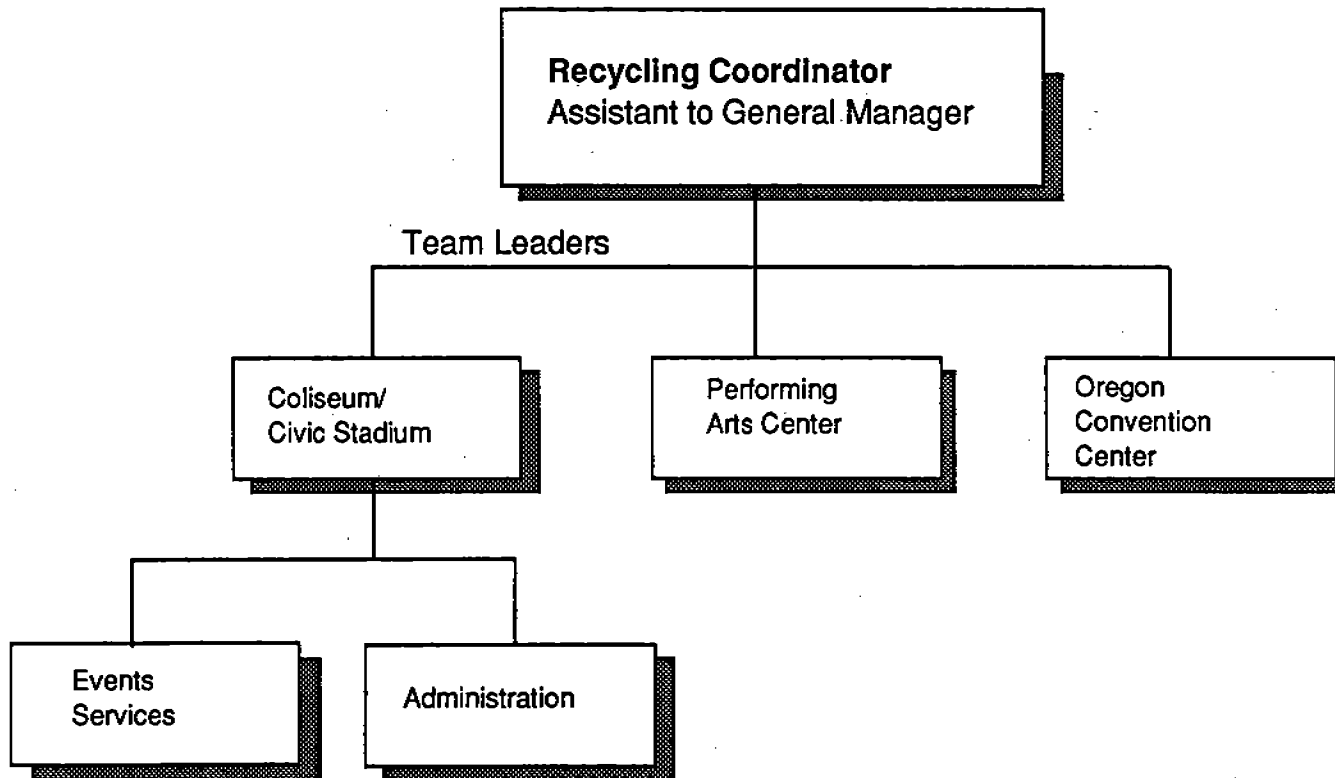 Recycling Coordinator
Assistant to General Manager
Team Leaders
Coliseum/
Civic Stadium
Performing
Arts Center
Oregon
Convention
Center
Events
Services
Administration